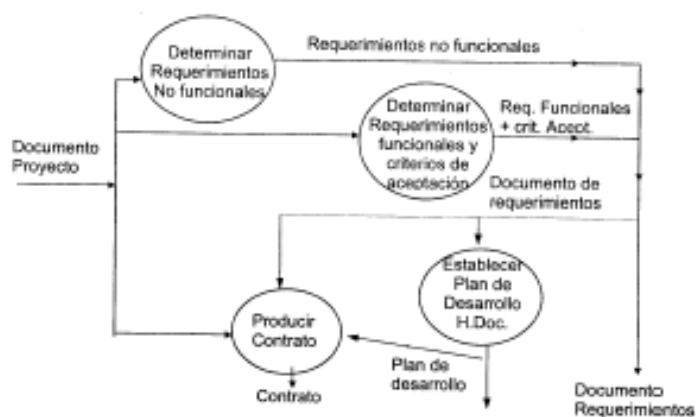 Determinar
Requerimientos
No funcionales
Requerimientos no funcionales
Determinar
Requerimientos
funcionales y
criterios de
aceptación
Req. Funcionales
+ crit. Acept.
Documento
Proyecto
Documento de
requerimientos
Establecer
Plan de
Desarrollo
H.Doc.
Producir
Contrato
Plan de
desarrollo
Contrato
Documento
Requerimientos